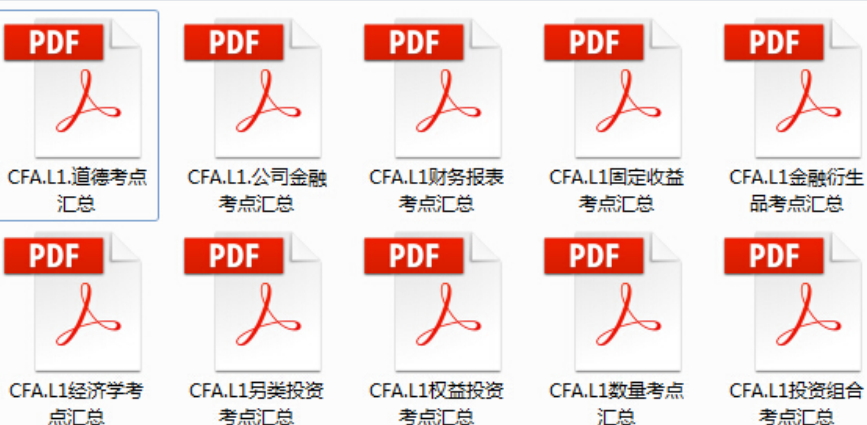 PDF PDF PDF PDF PDF
CFA.L1.道德考点 CFA.L1.公司金融 CFA.L1财务报表 CFA.L1固定收益 CFA.L1金融衍生
汇总 考点汇总 考点汇总 考点汇总 品考点汇总
PDF PDF PDF PDF PDF
CFA.L1经济学考 CFA.L1另类投资 CFA.L1权益投资 CFA.L1数量考点 CFA.L1投资组合
点汇总 考点汇总 考点汇总 汇总 考点汇总